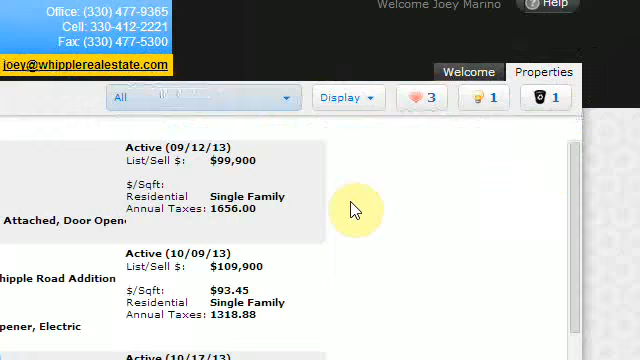 Office: (330) 477-9365
Cell: 330-412-2221
Fax: (330) 477-5300
joey@whipplerealestate.com
Welcome Joey Marino
? Help
Welcome
Properties
All
Display
3
1
1
Active (09/12/13)
List/Sell $: $99,900
$/Sqft:
Residential Single Family
Annual Taxes: 1656.00
Attached, Door Open
Active (10/09/13)
List/Sell $: $109,900
hipple Road Addition
$/Sqft: $93.45
Residential Single Family
Annual Taxes: 1318.88
pener, Electric
Active (10/17/13)